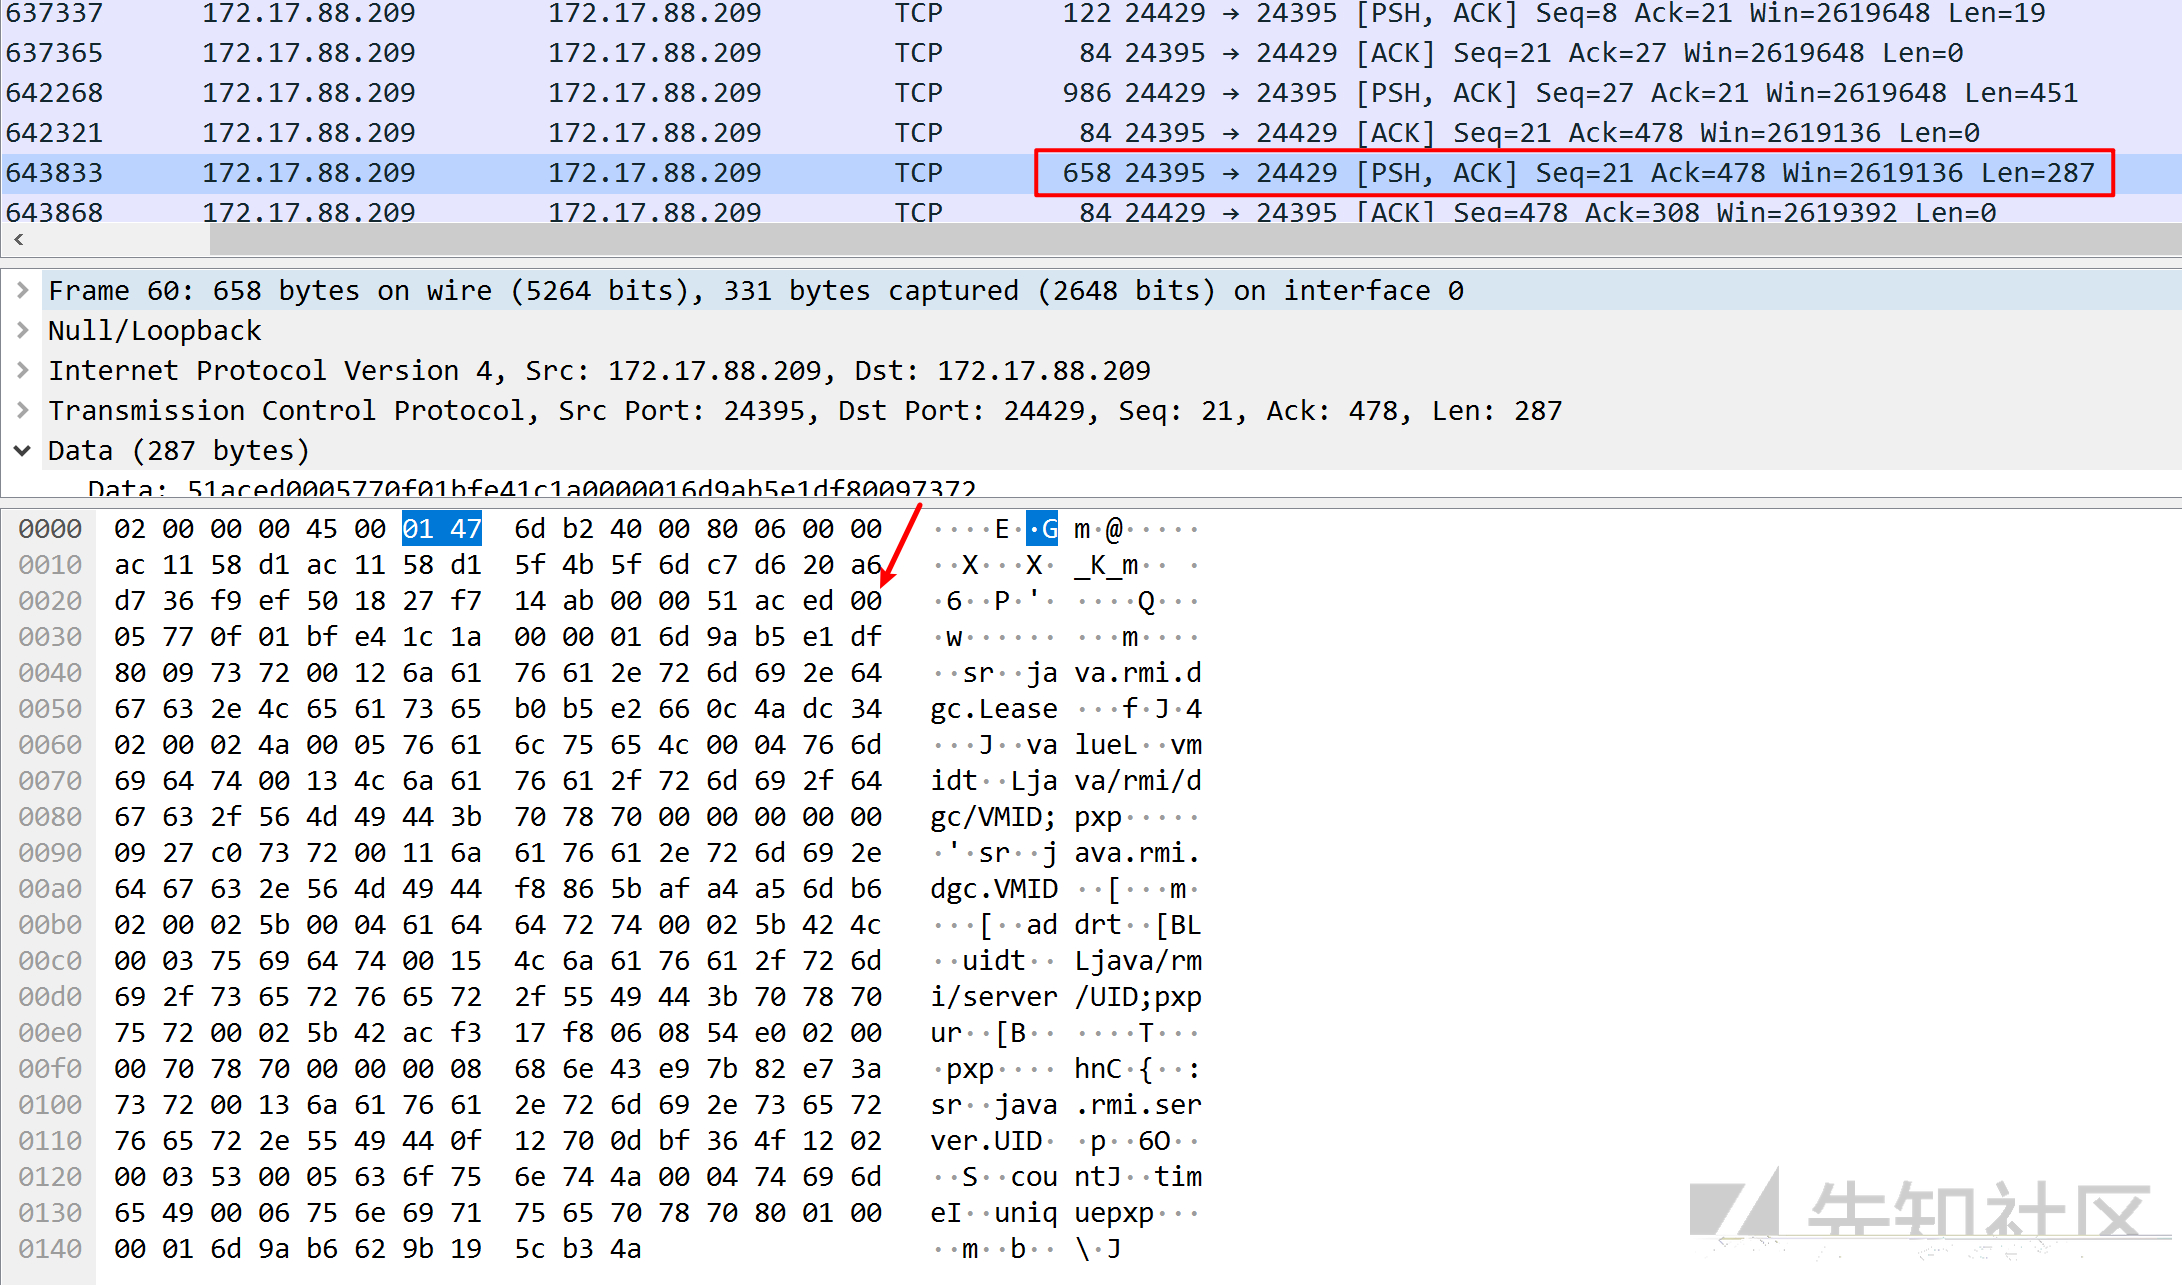 637337 172.17.88.209 172.17.88.209 TCP 122 24429 → 24395 [PSH, ACK] Seq=8 Ack=21 Win=2619648 Len=19
637365 172.17.88.209 172.17.88.209 TCP 84 24395 → 24429 [ACK] Seq=21 Ack=27 Win=2619648 Len=0
642268 172.17.88.209 172.17.88.209 TCP 986 24429 → 24395 [PSH, ACK] Seq=27 Ack=21 Win=2619648 Len=451
642321 172.17.88.209 172.17.88.209 TCP 84 24395 → 24429 [ACK] Seq=21 Ack=478 Win=2619136 Len=0
643833 172.17.88.209 172.17.88.209 TCP 658 24395 → 24429 [PSH, ACK] Seq=21 Ack=478 Win=2619136 Len=287
643868 172.17.88.209 172.17.88.209 TCP 84 24429 → 24395 [ACK] Seq=478 Ack=308 Win=2619392 Len=0
Frame 60: 658 bytes on wire (5264 bits), 331 bytes captured (2648 bits) on interface 0
Null/Loopback
Internet Protocol Version 4, Src: 172.17.88.209, Dst: 172.17.88.209
Transmission Control Protocol, Src Port: 24395, Dst Port: 24429, Seq: 21, Ack: 478, Len: 287
Data (287 bytes)
Data: 51aced0005770f01bfe41c1a0000016d9ab5e1df80097372
0000 02 00 00 00 45 00 01 47 6d b2 40 00 80 06 00 00 ····E··G m·@·····
0010 ac 11 58 d1 ac 11 58 d1 5f 4b 5f 6d c7 d6 20 a6 ··X···X· _K_m·· ·
0020 d7 36 f9 ef 50 18 27 f7 14 ab 00 00 51 ac ed 00 ·6··P·'· ····Q···
0030 05 77 0f 01 bf e4 1c 1a 00 00 01 6d 9a b5 e1 df ·w······ ···m····
0040 80 09 73 72 00 12 6a 61 76 61 2e 72 6d 69 2e 64 ··sr··ja va.rmi.d
0050 67 63 2e 4c 65 61 73 65 b0 b5 e2 66 0c 4a dc 34 gc.Lease ···f·J·4
0060 02 00 02 4a 00 05 76 61 6c 75 65 4c 00 04 76 6d ···J··va lueL··vm
0070 69 64 74 00 13 4c 6a 61 76 61 2f 72 6d 69 2f 64 idt··Lja va/rmi/d
0080 67 63 2f 56 4d 49 44 3b 70 78 70 00 00 00 00 00 gc/VMID; pxp·····
0090 09 27 c0 73 72 00 11 6a 61 76 61 2e 72 6d 69 2e ·'·sr··j ava.rmi.
00a0 64 67 63 2e 56 4d 49 44 f8 86 5b af a4 a5 6d b6 dgc.VMID ··[···m·
00b0 02 00 02 5b 00 04 61 64 64 72 74 00 02 5b 42 4c ···[··ad drt··[BL
00c0 00 03 75 69 64 74 00 15 4c 6a 61 76 61 2f 72 6d ··uidt·· Ljava/rm
00d0 69 2f 73 65 72 76 65 72 2f 55 49 44 3b 70 78 70 i/server /UID;pxp
00e0 75 72 00 02 5b 42 ac f3 17 f8 06 08 54 e0 02 00 ur··[B·· ····T···
00f0 00 70 78 70 00 00 00 08 68 6e 43 e9 7b 82 e7 3a ·pxp···· hnC·{··:
0100 73 72 00 13 6a 61 76 61 2e 72 6d 69 2e 73 65 72 sr··java .rmi.ser
0110 76 65 72 2e 55 49 44 0f 12 70 0d bf 36 4f 12 02 ver.UID· ·p··6O··
0120 00 03 53 00 05 63 6f 75 6e 74 4a 00 04 74 69 6d ··S··cou ntJ··tim
0130 65 49 00 06 75 6e 69 71 75 65 70 78 70 80 01 00 eI··uniq uepxp···
0140 00 01 6d 9a b6 62 9b 19 5c b3 4a ··m··b·· \·J
先知社区